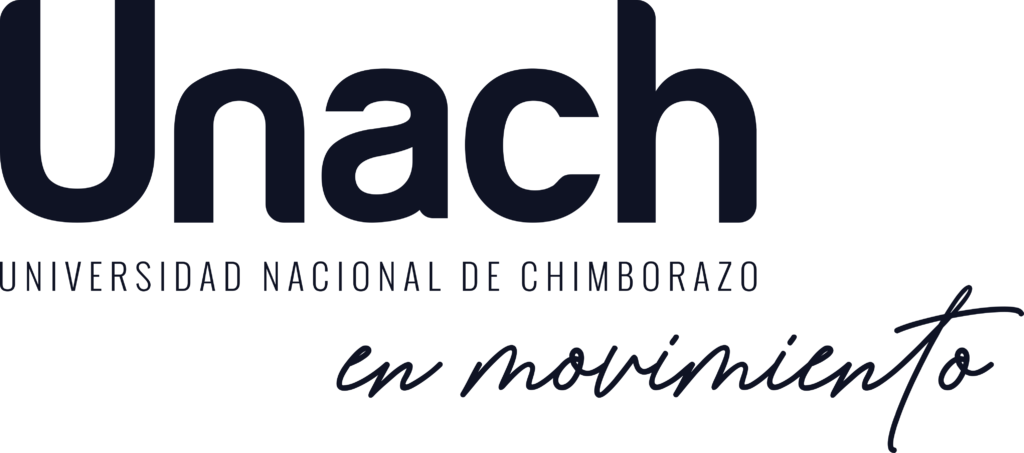 Unach
UNIVERSIDAD NACIONAL DE CHIMBORAZO
en movimiento